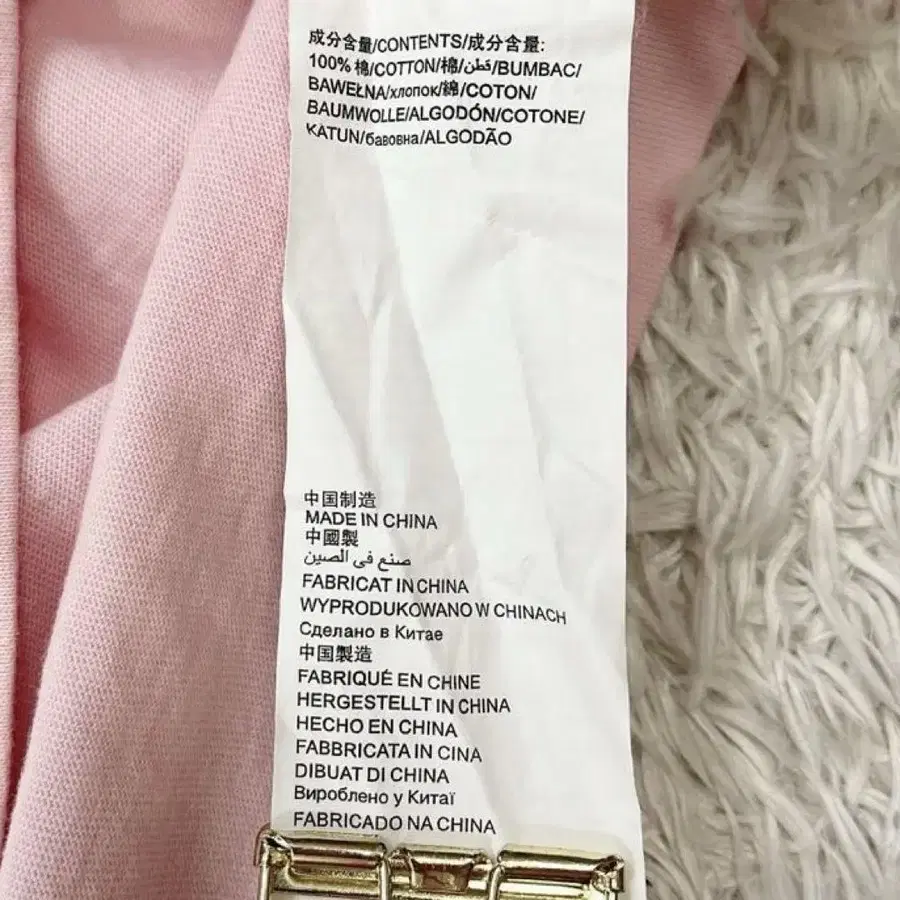 成分含量/CONTENTS/成分含量:
100% 棉/COTTON/棉/قطن/BUMBAC/
BAWEŁNA/хлопок/綿/COTON/
BAUMWOLLE/ALGODÓN/COTONE/
KATUN/бавовна/ALGODÃO
中国制造
MADE IN CHINA
中國製
صنع في الصين
FABRICAT IN CHINA
WYPRODUKOWANO W CHINACH
Сделано в Китае
中国製造
FABRIQUÉ EN CHINE
HERGESTELLT IN CHINA
HECHO EN CHINA
FABBRICATA IN CINA
DIBUAT DI CHINA
Вироблено у Китаї
FABRICADO NA CHINA